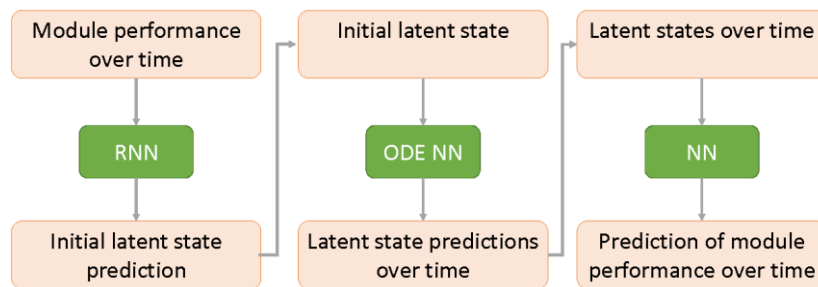 Module performance
over time
RNN
Initial latent state
prediction
Initial latent state
ODE NN
Latent state predictions
over time
Latent states over time
NN
Prediction of module
performance over time